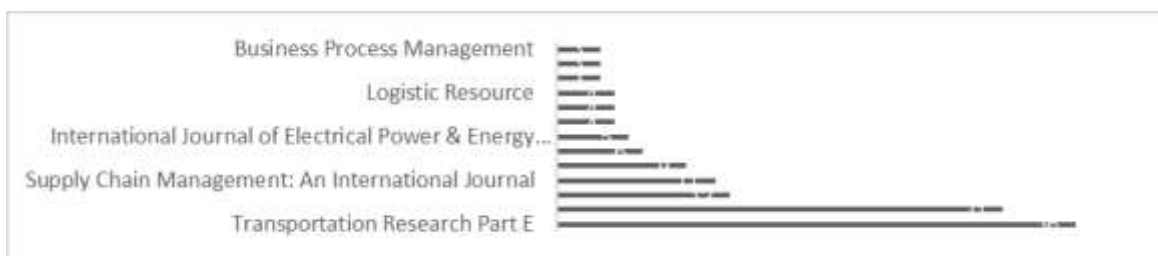 Business Process Management
Logistic Resource
International Journal of Electrical Power & Energy...
Supply Chain Management: An International Journal
Transportation Research Part E